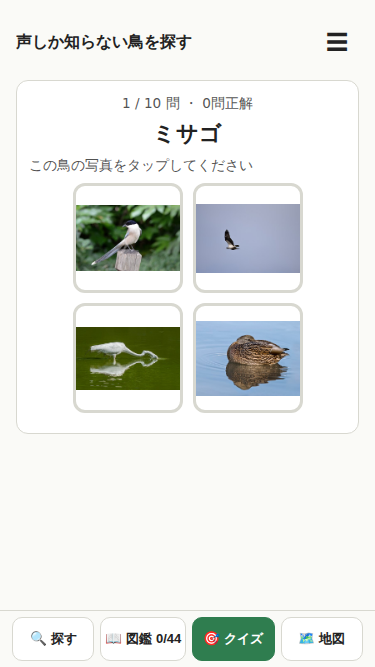 声しか知らない鳥を探す
1 / 10 問 ・ 0問正解
ミサゴ
この鳥の写真をタップしてください
🔍 探す
📖 図鑑 0/44
🎯 クイズ
🗺️ 地図